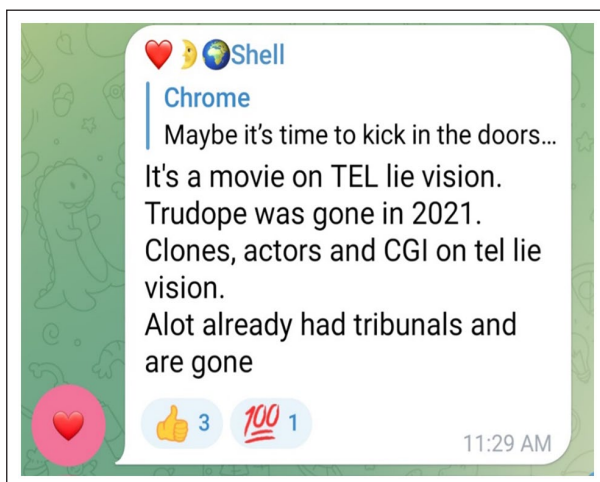 ❤️🌛🌍Shell
Chrome
Maybe it's time to kick in the doors...
It's a movie on TEL lie vision.
Trudope was gone in 2021.
Clones, actors and CGI on tel lie
vision.
Alot already had tribunals and
are gone
👍 3 💯 1
11:29 AM